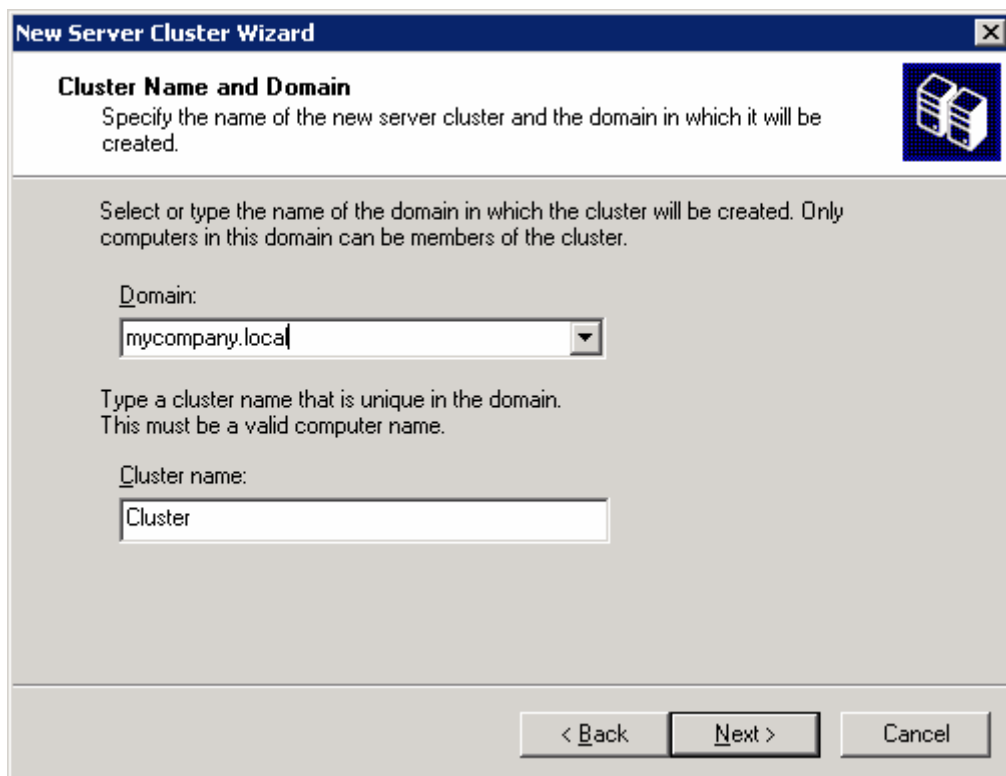 New Server Cluster Wizard
Cluster Name and Domain
Specify the name of the new server cluster and the domain in which it will be
created.
Select or type the name of the domain in which the cluster will be created. Only
computers in this domain can be members of the cluster.
Domain:
mycompany.local
Type a cluster name that is unique in the domain.
This must be a valid computer name.
Cluster name:
Cluster
< Back Next > Cancel